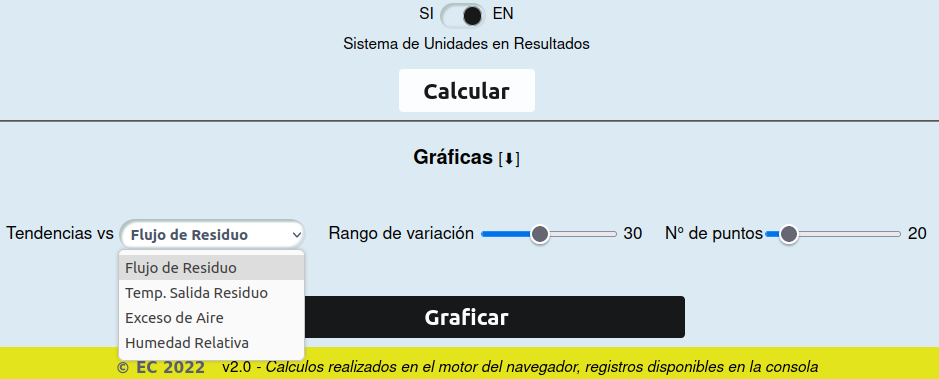 SI EN
Sistema de Unidades en Resultados
Calcular
Gráficas [⬇]
Tendencias vs Flujo de Residuo Rango de variación 30 Nº de puntos 20
Flujo de Residuo
Temp. Salida Residuo
Exceso de Aire
Humedad Relativa
Graficar
© EC 2022 v2.0 - Calculos realizados en el motor del navegador, registros disponibles en la consola